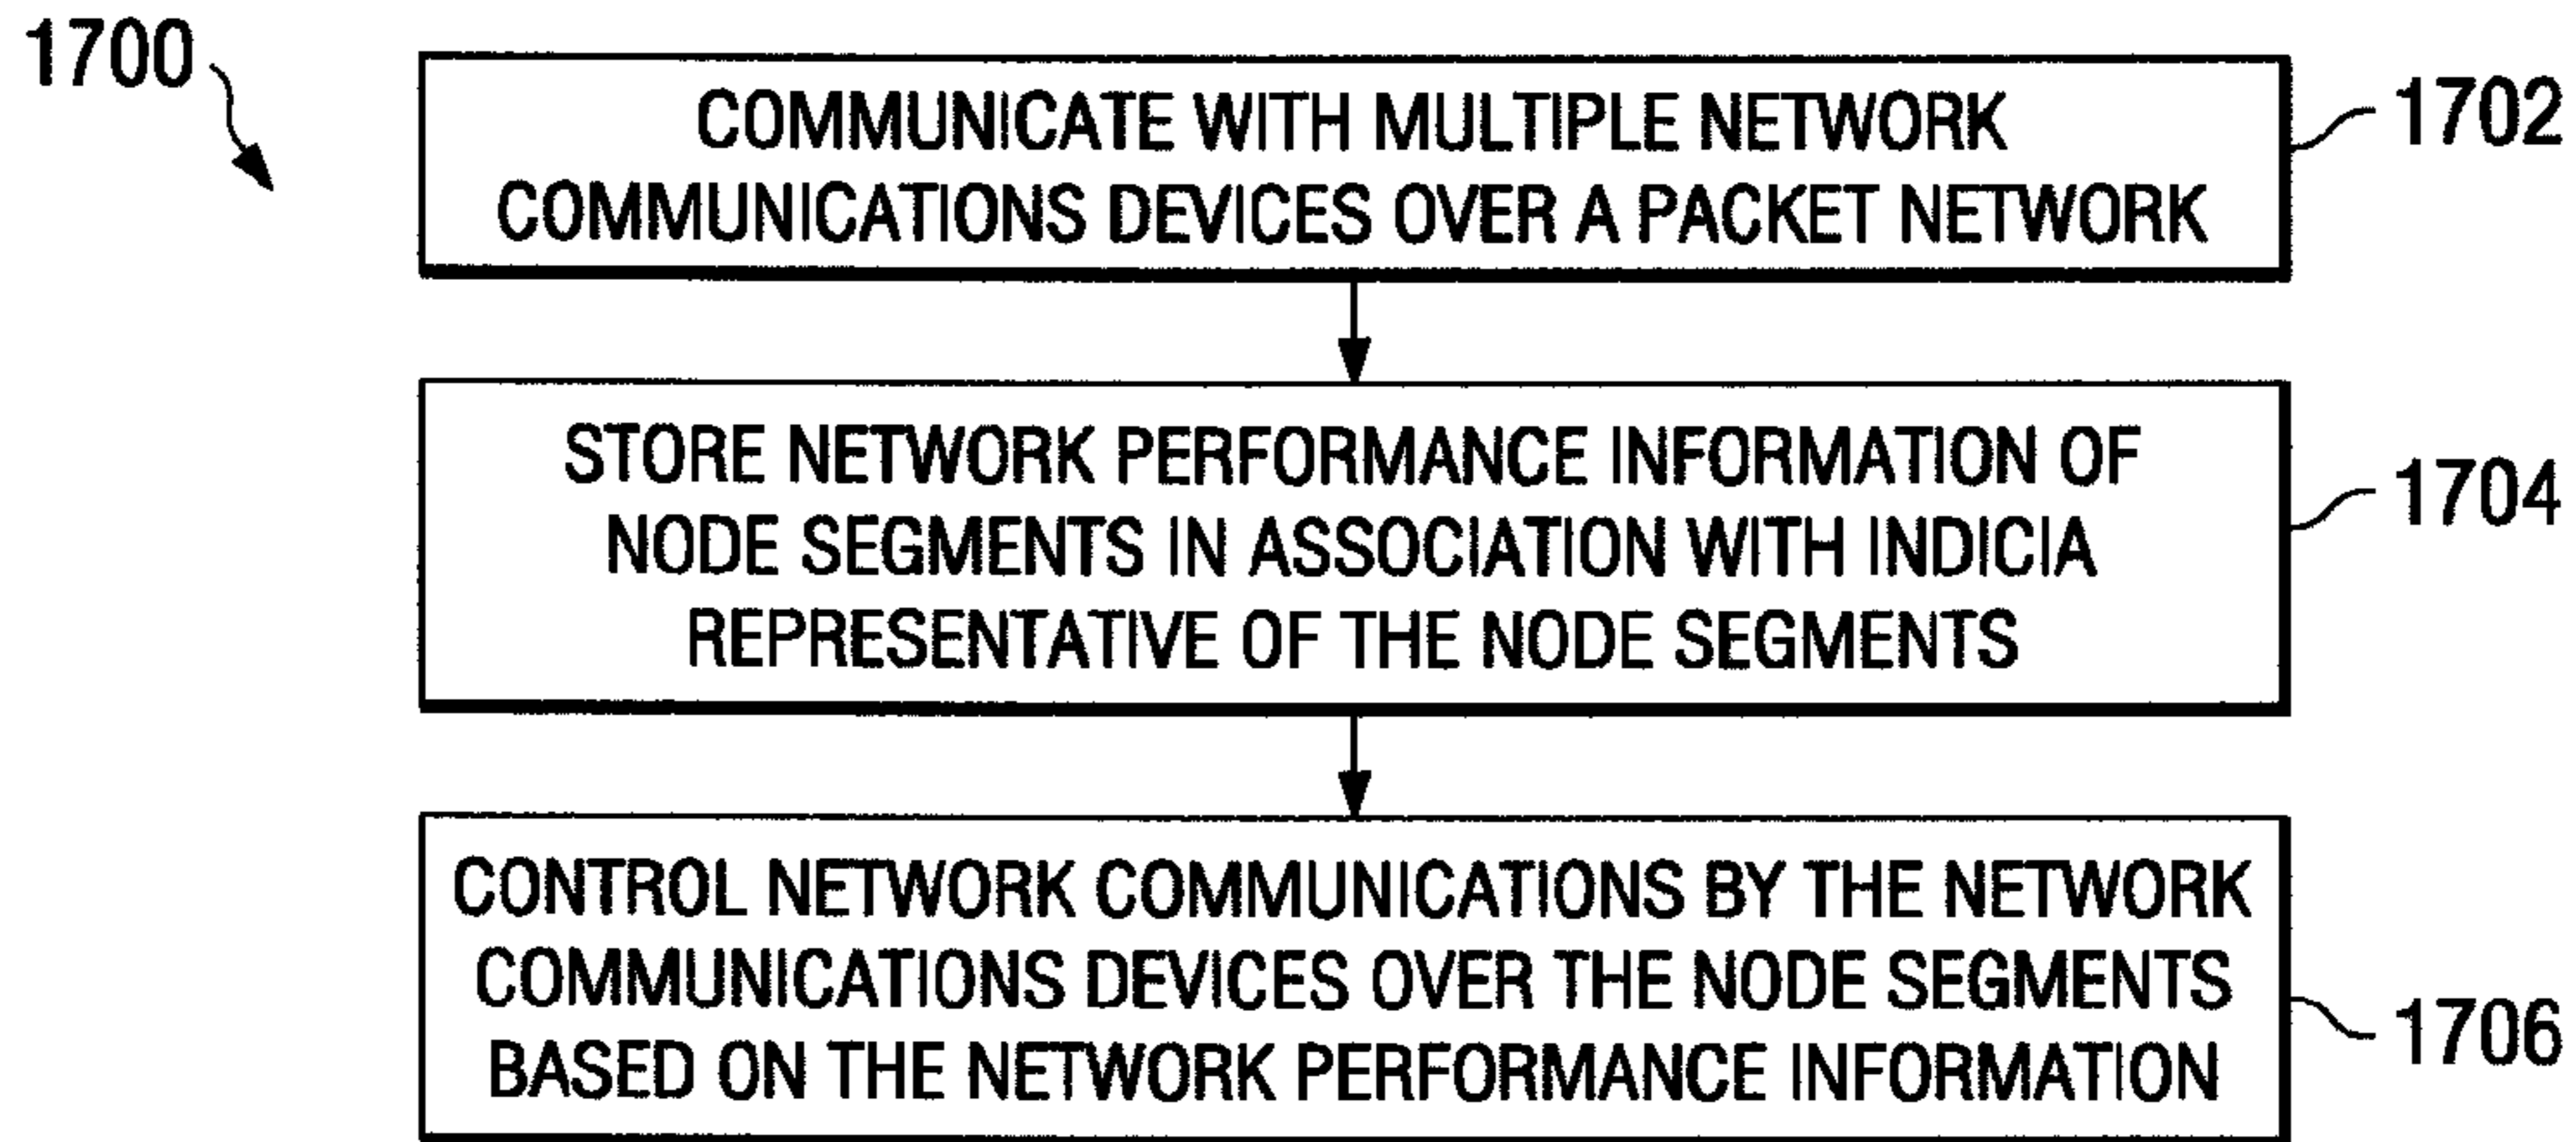 1700
COMMUNICATE WITH MULTIPLE NETWORK
COMMUNICATIONS DEVICES OVER A PACKET NETWORK
1702
STORE NETWORK PERFORMANCE INFORMATION OF
NODE SEGMENTS IN ASSOCIATION WITH INDICIA
REPRESENTATIVE OF THE NODE SEGMENTS
1704
CONTROL NETWORK COMMUNICATIONS BY THE NETWORK
COMMUNICATIONS DEVICES OVER THE NODE SEGMENTS
BASED ON THE NETWORK PERFORMANCE INFORMATION
1706